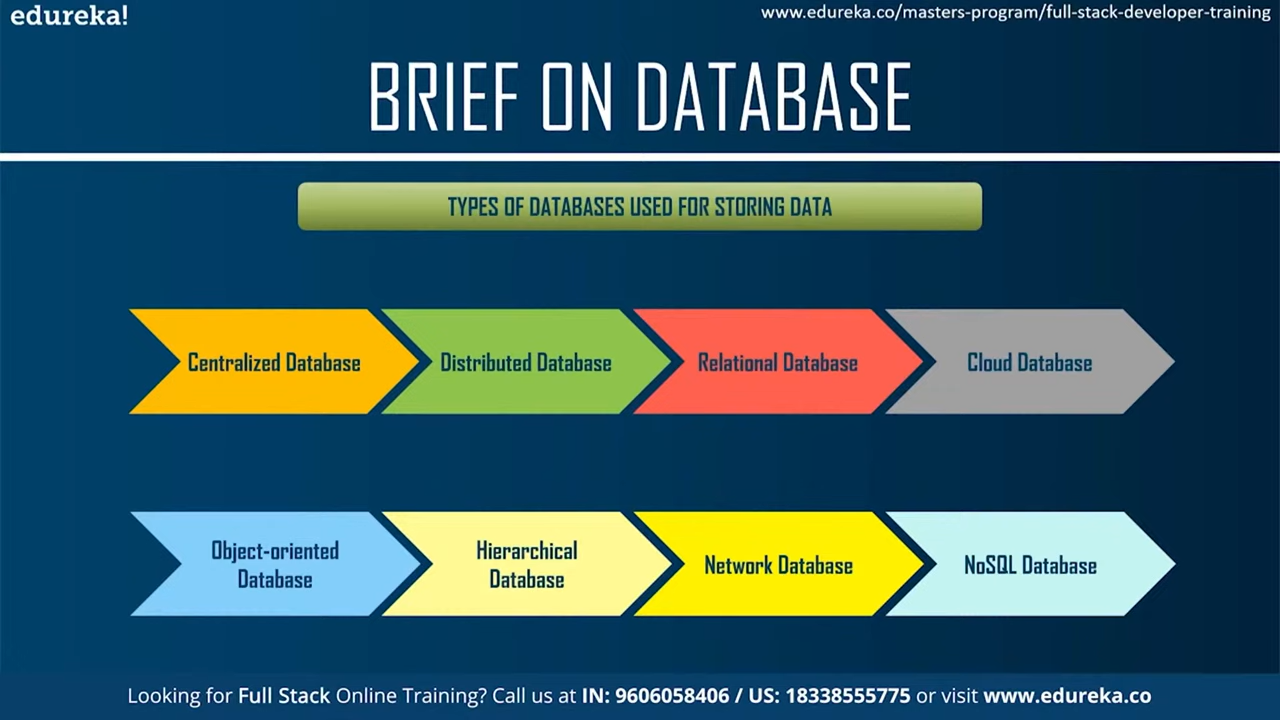 edureka!
www.edureka.co/masters-program/full-stack-developer-training
BRIEF ON DATABASE
TYPES OF DATABASES USED FOR STORING DATA
Centralized Database
Distributed Database
Relational Database
Cloud Database
Object-oriented
Database
Hierarchical
Database
Network Database
NoSQL Database
Looking for Full Stack Online Training? Call us at IN: 9606058406 / US: 18338555775 or visit www.edureka.co